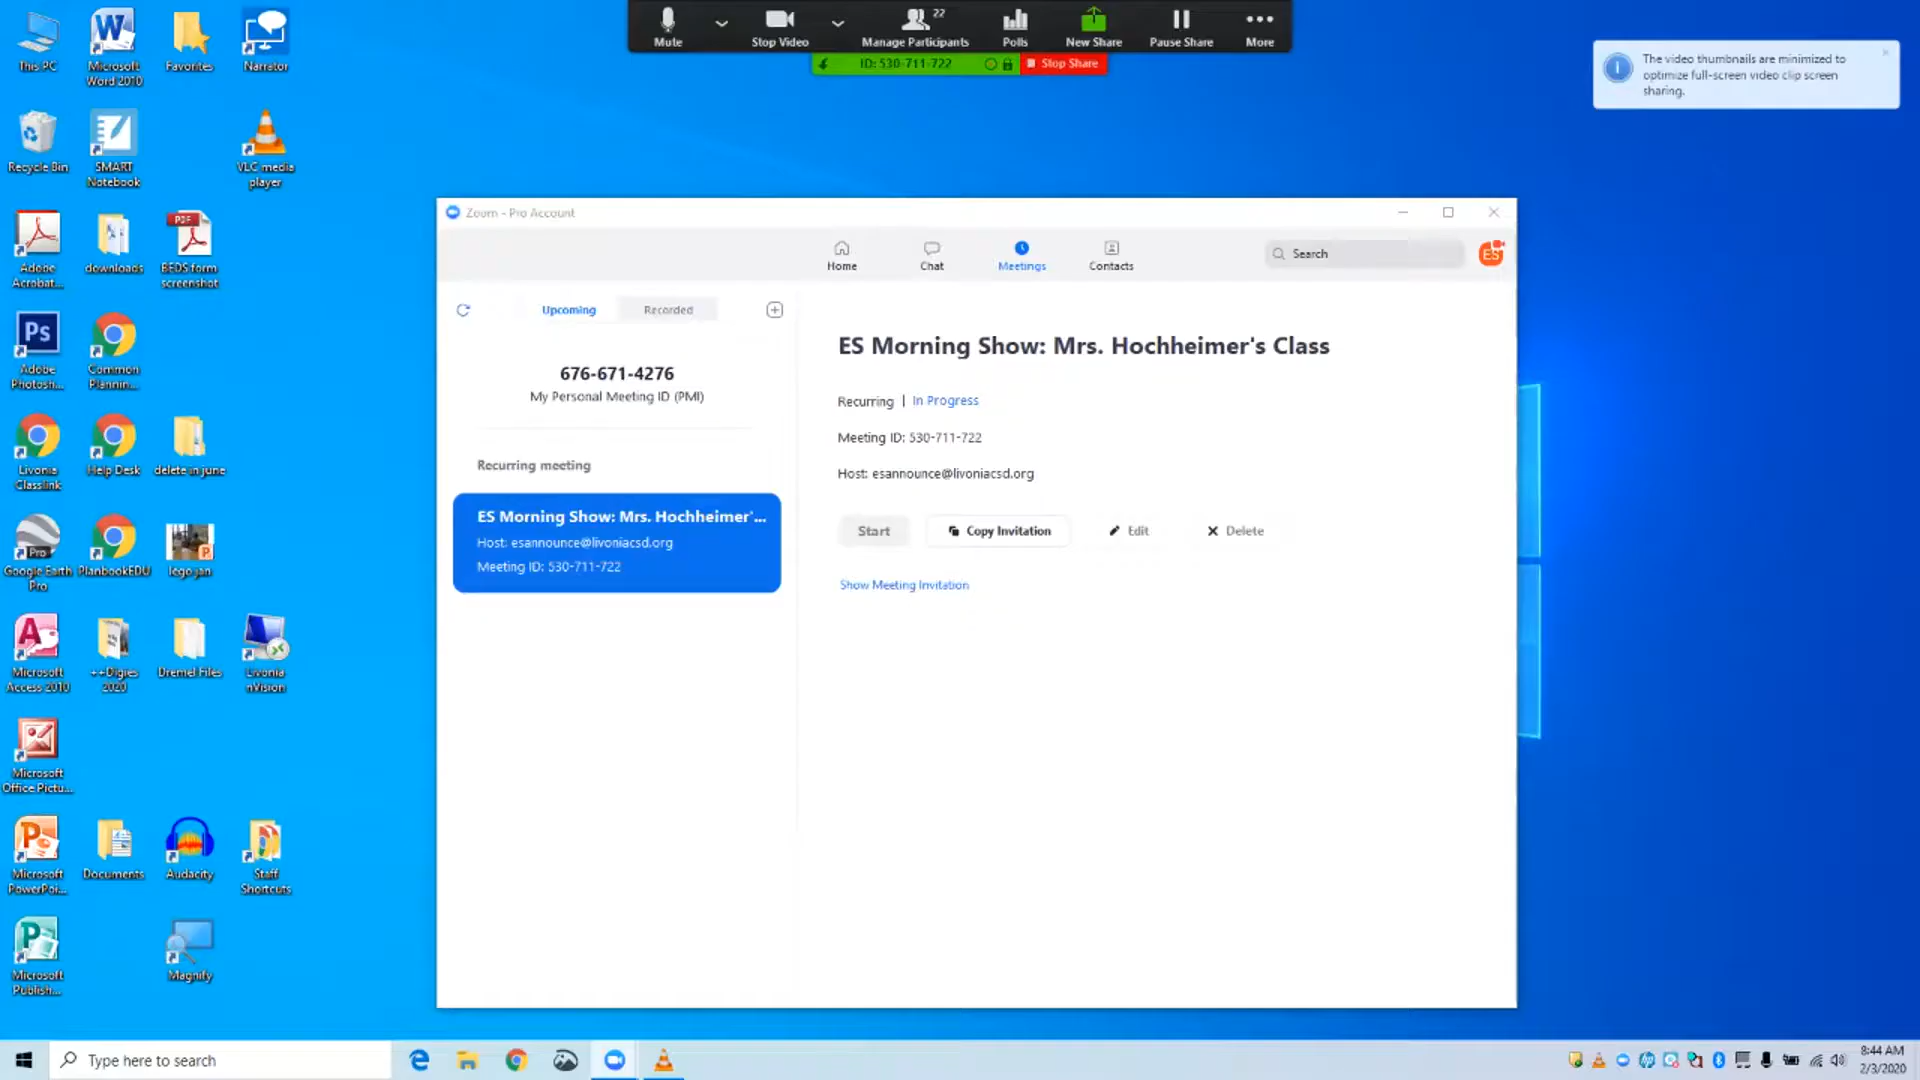 Mute
Stop Video
Manage Participants
22
Polls
New Share
Pause Share
More
ID: 530-711-722
Stop Share
The video thumbnails are minimized to
optimize full-screen video clip screen
sharing.
This PC
Microsoft
Word 2010
Favorites
Narrator
Recycle Bin
SMART
Notebook
VLC media
player
Adobe
Acrobat...
downloads
PDF
BEDS form
screenshot
Ps
Adobe
Photosh...
Common
Plannin...
Livonia
Classlink
Help Desk
delete in june
Pro
Google Earth
Pro
PlanbookEDU
lego jan
Microsoft
Access 2010
++Digies
2020
Dremel Files
Livonia
nVision
Microsoft
Office Pictu...
Microsoft
PowerPoi...
Documents
Audacity
Staff
Shortcuts
Microsoft
Publish...
Magnify
Zoom - Pro Account
Home
Chat
Meetings
Contacts
Search
ES
Upcoming
Recorded
676-671-4276
My Personal Meeting ID (PMI)
Recurring meeting
ES Morning Show: Mrs. Hochheimer'...
Host: esannounce@livoniacsd.org
Meeting ID: 530-711-722
ES Morning Show: Mrs. Hochheimer's Class
Recurring | In Progress
Meeting ID: 530-711-722
Host: esannounce@livoniacsd.org
Start
Copy Invitation
Edit
Delete
Show Meeting Invitation
Type here to search
8:44 AM
2/3/2020